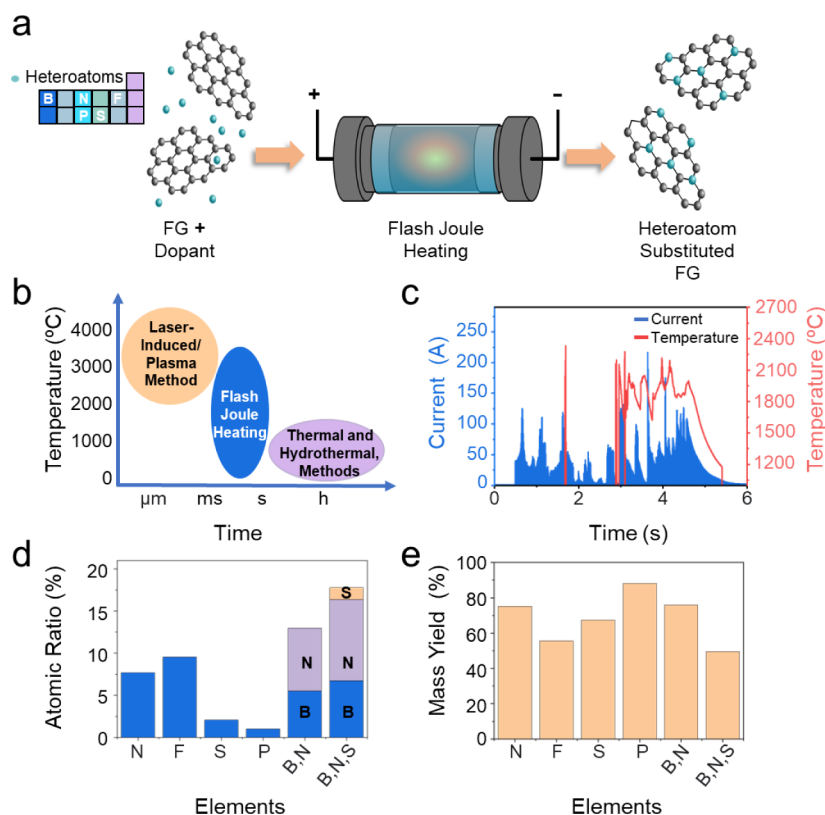 a
Heteroatoms
B N F
P S
+
–
FG +
Dopant
Flash Joule
Heating
Heteroatom
Substituted
FG
b
Temperature (ºC)
4000
3000
2000
1000
0
Laser-
Induced/
Plasma
Method
Flash
Joule
Heating
Thermal and
Hydrothermal,
Methods
µm ms s h
Time
c
Current (A)
250
200
150
100
50
0
Current
Temperature
2700
2400
2100
1800
1500
1200
Temperature (ºC)
0 2 4 6
Time (s)
d
Atomic Ratio (%)
20
15
10
5
0
N
B
S
N
B
N F S P B,N B,N,S
Elements
e
Mass Yield (%)
100
80
60
40
20
0
N F S P B,N B,N,S
Elements